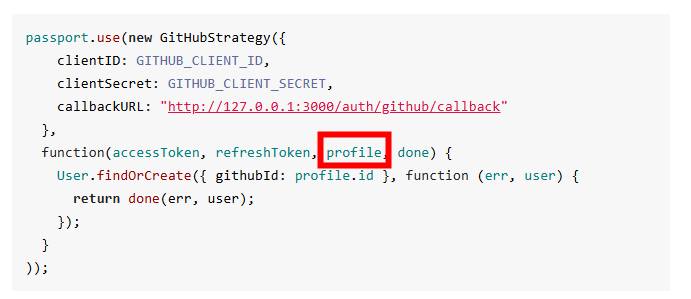 passport.use(new GitHubStrategy({
    clientID: GITHUB_CLIENT_ID,
    clientSecret: GITHUB_CLIENT_SECRET,
    callbackURL: "http://127.0.0.1:3000/auth/github/callback"
  },
  function(accessToken, refreshToken, profile, done) {
    User.findOrCreate({ githubId: profile.id }, function (err, user) {
      return done(err, user);
    });
  }
));